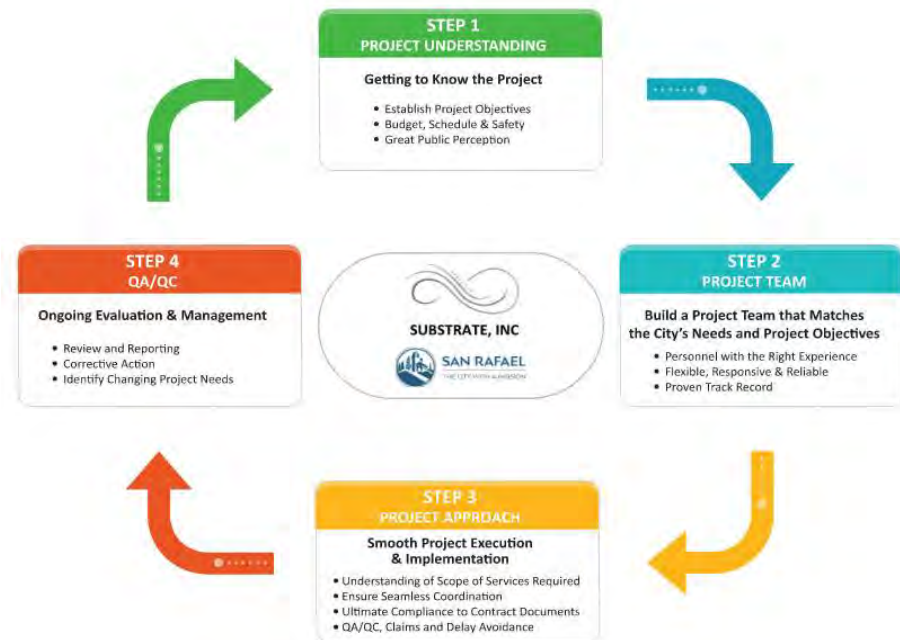 STEP 1
PROJECT UNDERSTANDING
Getting to Know the Project
• Establish Project Objectives
• Budget, Schedule & Safety
• Great Public Perception
STEP 2
PROJECT TEAM
Build a Project Team that Matches
the City's Needs and Project Objectives
• Personnel with the Right Experience
• Flexible, Responsive & Reliable
• Proven Track Record
STEP 3
PROJECT APPROACH
Smooth Project Execution
& Implementation
• Understanding of Scope of Services Required
• Ensure Seamless Coordination
• Ultimate Compliance to Contract Documents
• QA/QC, Claims and Delay Avoidance
STEP 4
QA/QC
Ongoing Evaluation & Management
• Review and Reporting
• Corrective Action
• Identify Changing Project Needs
SUBSTRATE, INC
SAN RAFAEL
THE CITY WITH A MISSION